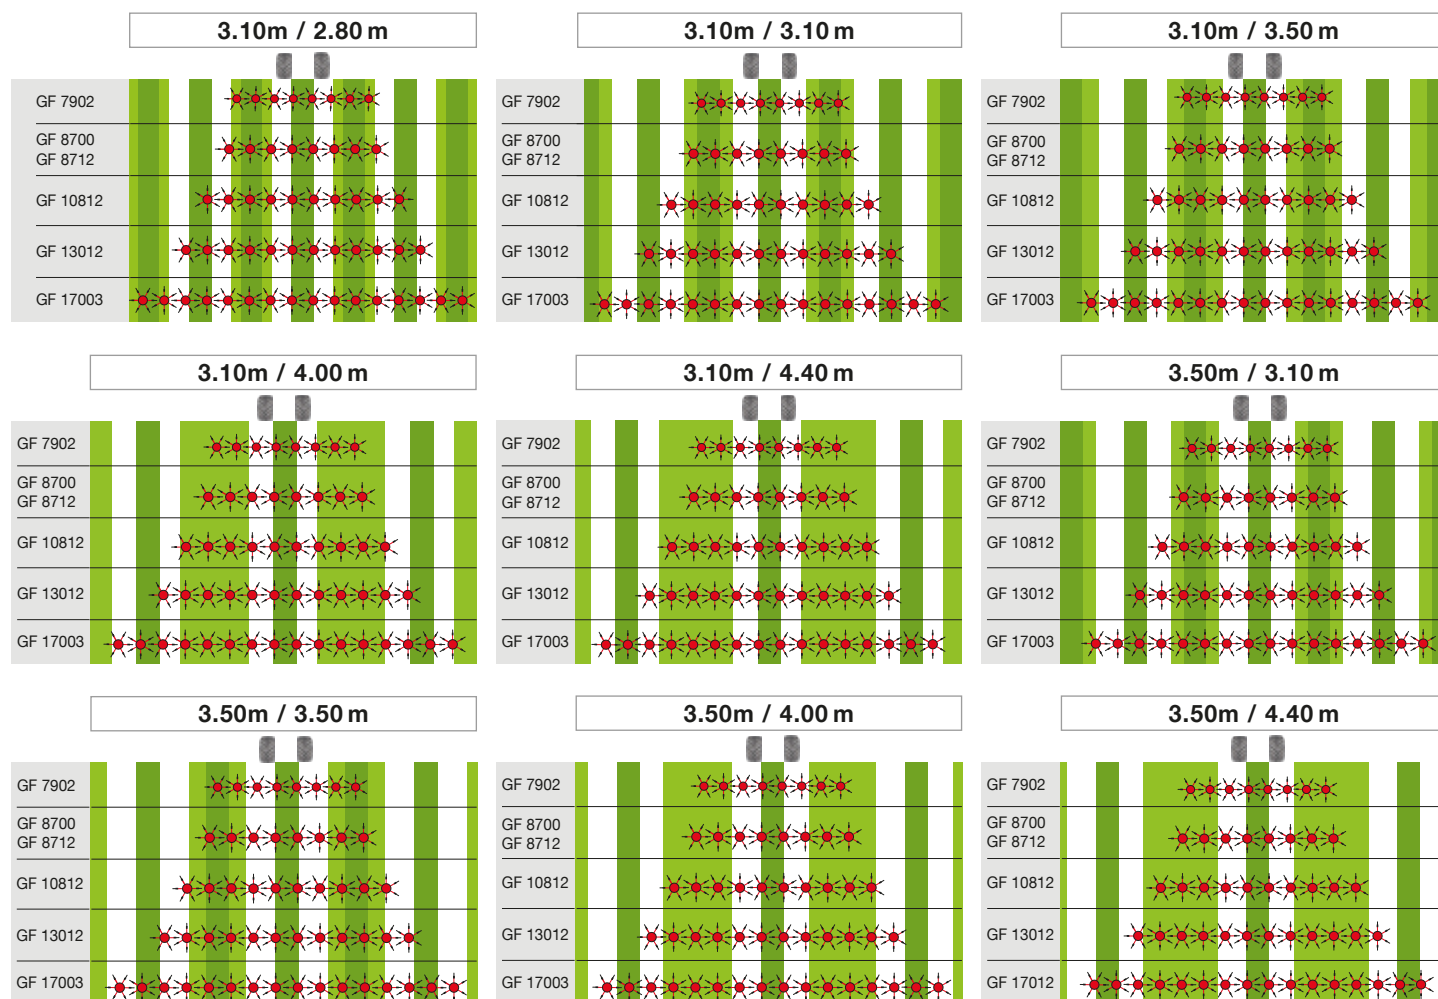 3.10m / 2.80 m
GF 7902
GF 8700
GF 8712
GF 10812
GF 13012
GF 17003
3.10m / 3.10 m
GF 7902
GF 8700
GF 8712
GF 10812
GF 13012
GF 17003
3.10m / 3.50 m
GF 7902
GF 8700
GF 8712
GF 10812
GF 13012
GF 17003
3.10m / 4.00 m
GF 7902
GF 8700
GF 8712
GF 10812
GF 13012
GF 17003
3.10m / 4.40 m
GF 7902
GF 8700
GF 8712
GF 10812
GF 13012
GF 17003
3.50m / 3.10 m
GF 7902
GF 8700
GF 8712
GF 10812
GF 13012
GF 17003
3.50m / 3.50 m
GF 7902
GF 8700
GF 8712
GF 10812
GF 13012
GF 17003
3.50m / 4.00 m
GF 7902
GF 8700
GF 8712
GF 10812
GF 13012
GF 17003
3.50m / 4.40 m
GF 7902
GF 8700
GF 8712
GF 10812
GF 13012
GF 17012